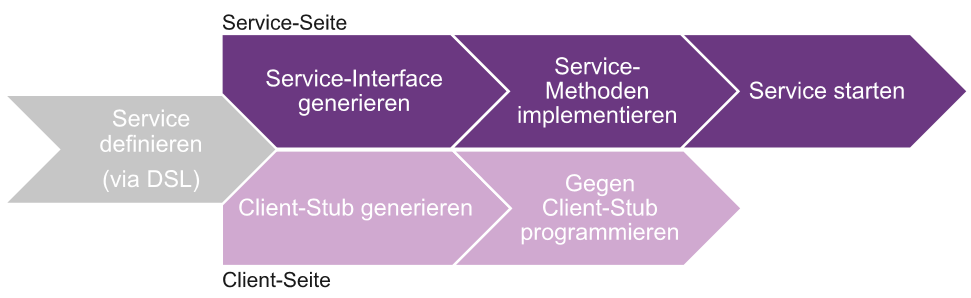 Service-Seite
Service
definieren
(via DSL)
Service-Interface
generieren
Service-
Methoden
implementieren
Service starten
Client-Stub generieren
Gegen
Client-Stub
programmieren
Client-Seite